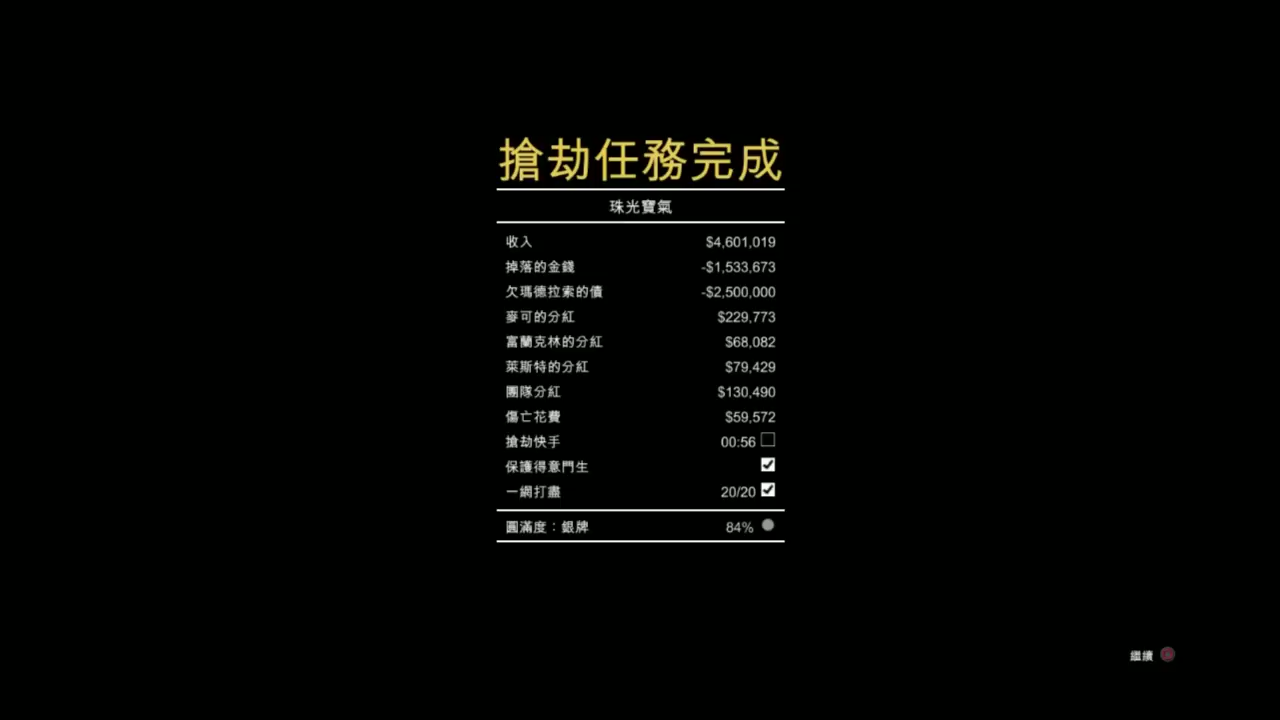 搶劫任務完成
珠光寶氣
收入 $4,601,019
掉落的金錢 -$1,533,673
欠瑪德拉索的債 -$2,500,000
麥可的分紅 $229,773
富蘭克林的分紅 $68,082
萊斯特的分紅 $79,429
團隊分紅 $130,490
傷亡花費 $59,572
搶劫快手 00:56
保護得意門生
一網打盡 20/20
圓滿度：銀牌 84%
繼續